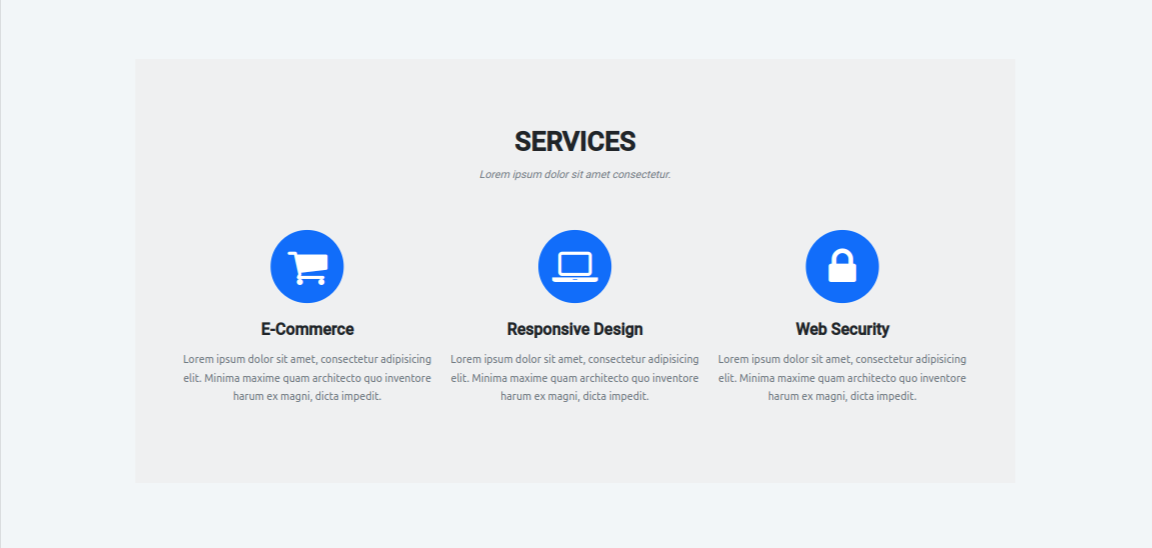 SERVICES
Lorem ipsum dolor sit amet consectetur.
E-Commerce
Lorem ipsum dolor sit amet, consectetur adipisicing
elit. Minima maxime quam architecto quo inventore
harum ex magni, dicta impedit.
Responsive Design
Lorem ipsum dolor sit amet, consectetur adipisicing
elit. Minima maxime quam architecto quo inventore
harum ex magni, dicta impedit.
Web Security
Lorem ipsum dolor sit amet, consectetur adipisicing
elit. Minima maxime quam architecto quo inventore
harum ex magni, dicta impedit.